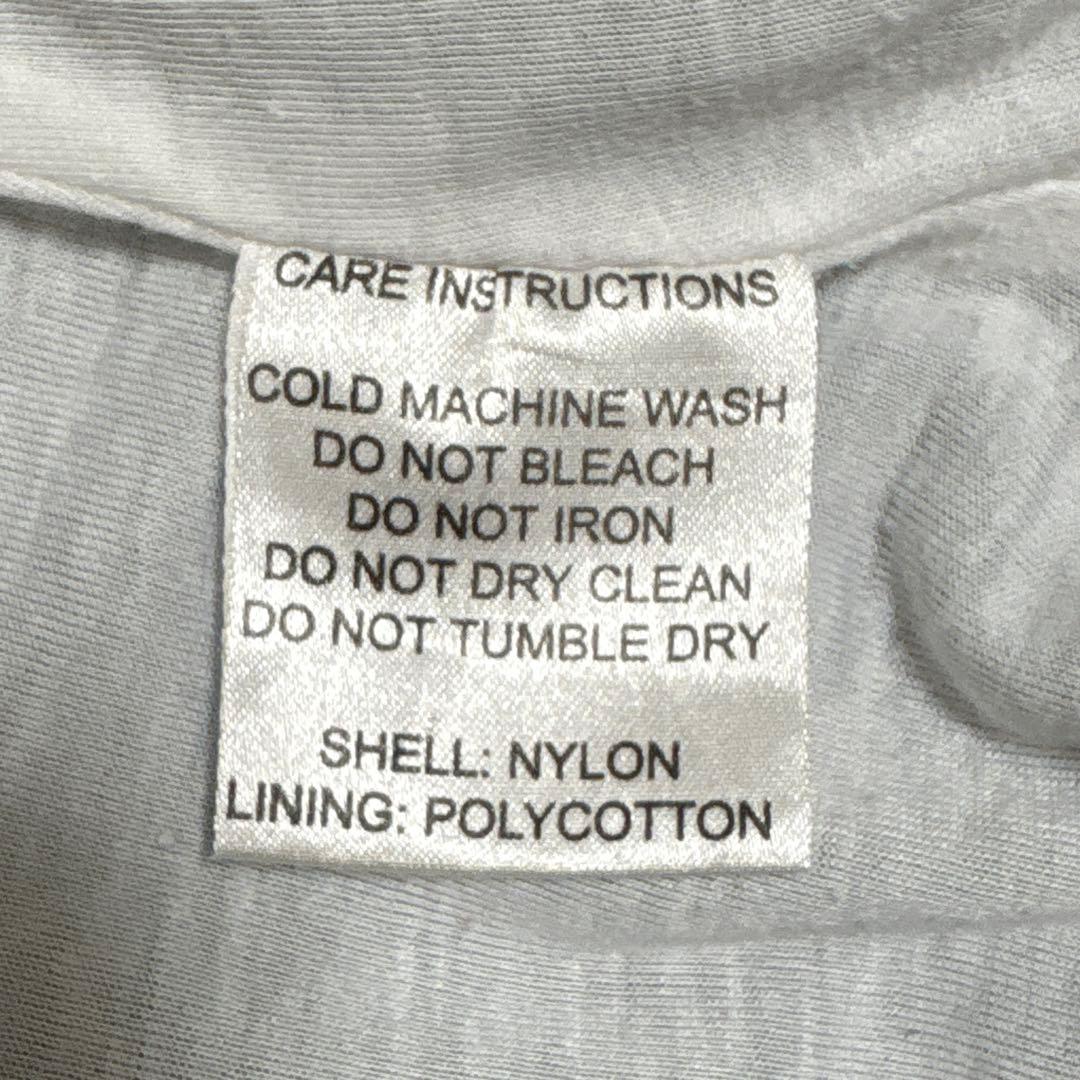 CARE INSTRUCTIONS
COLD MACHINE WASH
DO NOT BLEACH
DO NOT IRON
DO NOT DRY CLEAN
DO NOT TUMBLE DRY
SHELL: NYLON
LINING: POLYCOTTON